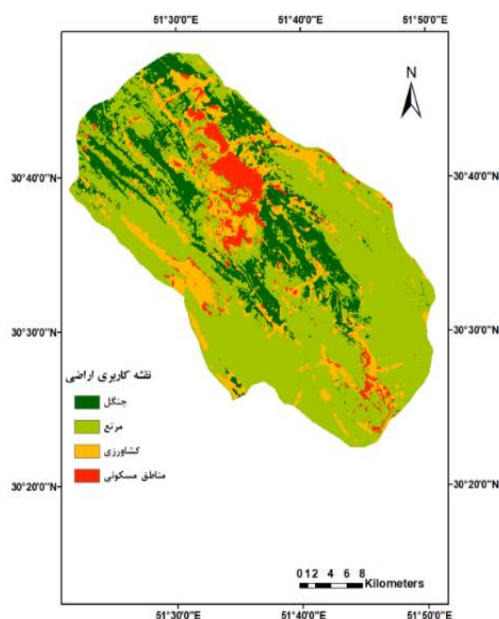 51°30'0"E 51°40'0"E 51°50'0"E
N
30°40'0"N 30°40'0"N
30°30'0"N 30°30'0"N
نقشه کاربری اراضی
جنگل
مرتع
کشاورزی
مناطق مسکونی
30°20'0"N 30°20'0"N
0 1 2 4 6 8
Kilometers
51°30'0"E 51°40'0"E 51°50'0"E